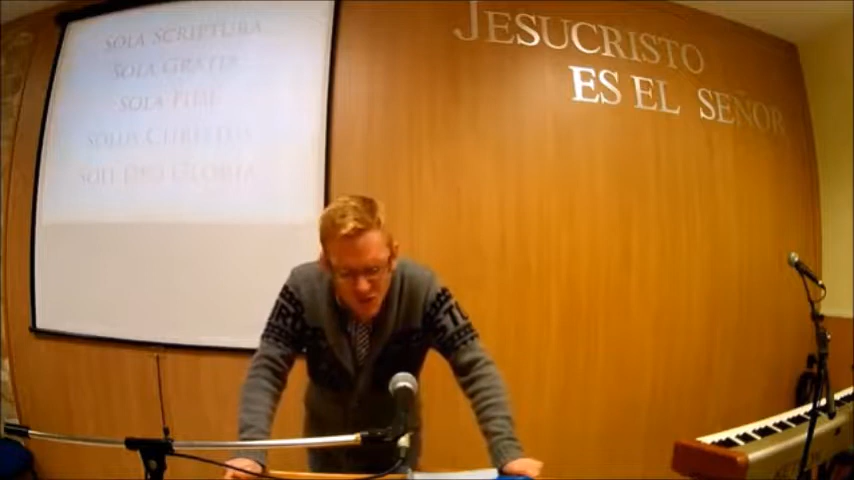 SOLA SCRIPTURA
SOLA GRATIA
SOLA FIDE
SOLUS CHRISTUS
SOLI DEO GLORIA
JESUCRISTO
ES EL SEÑOR